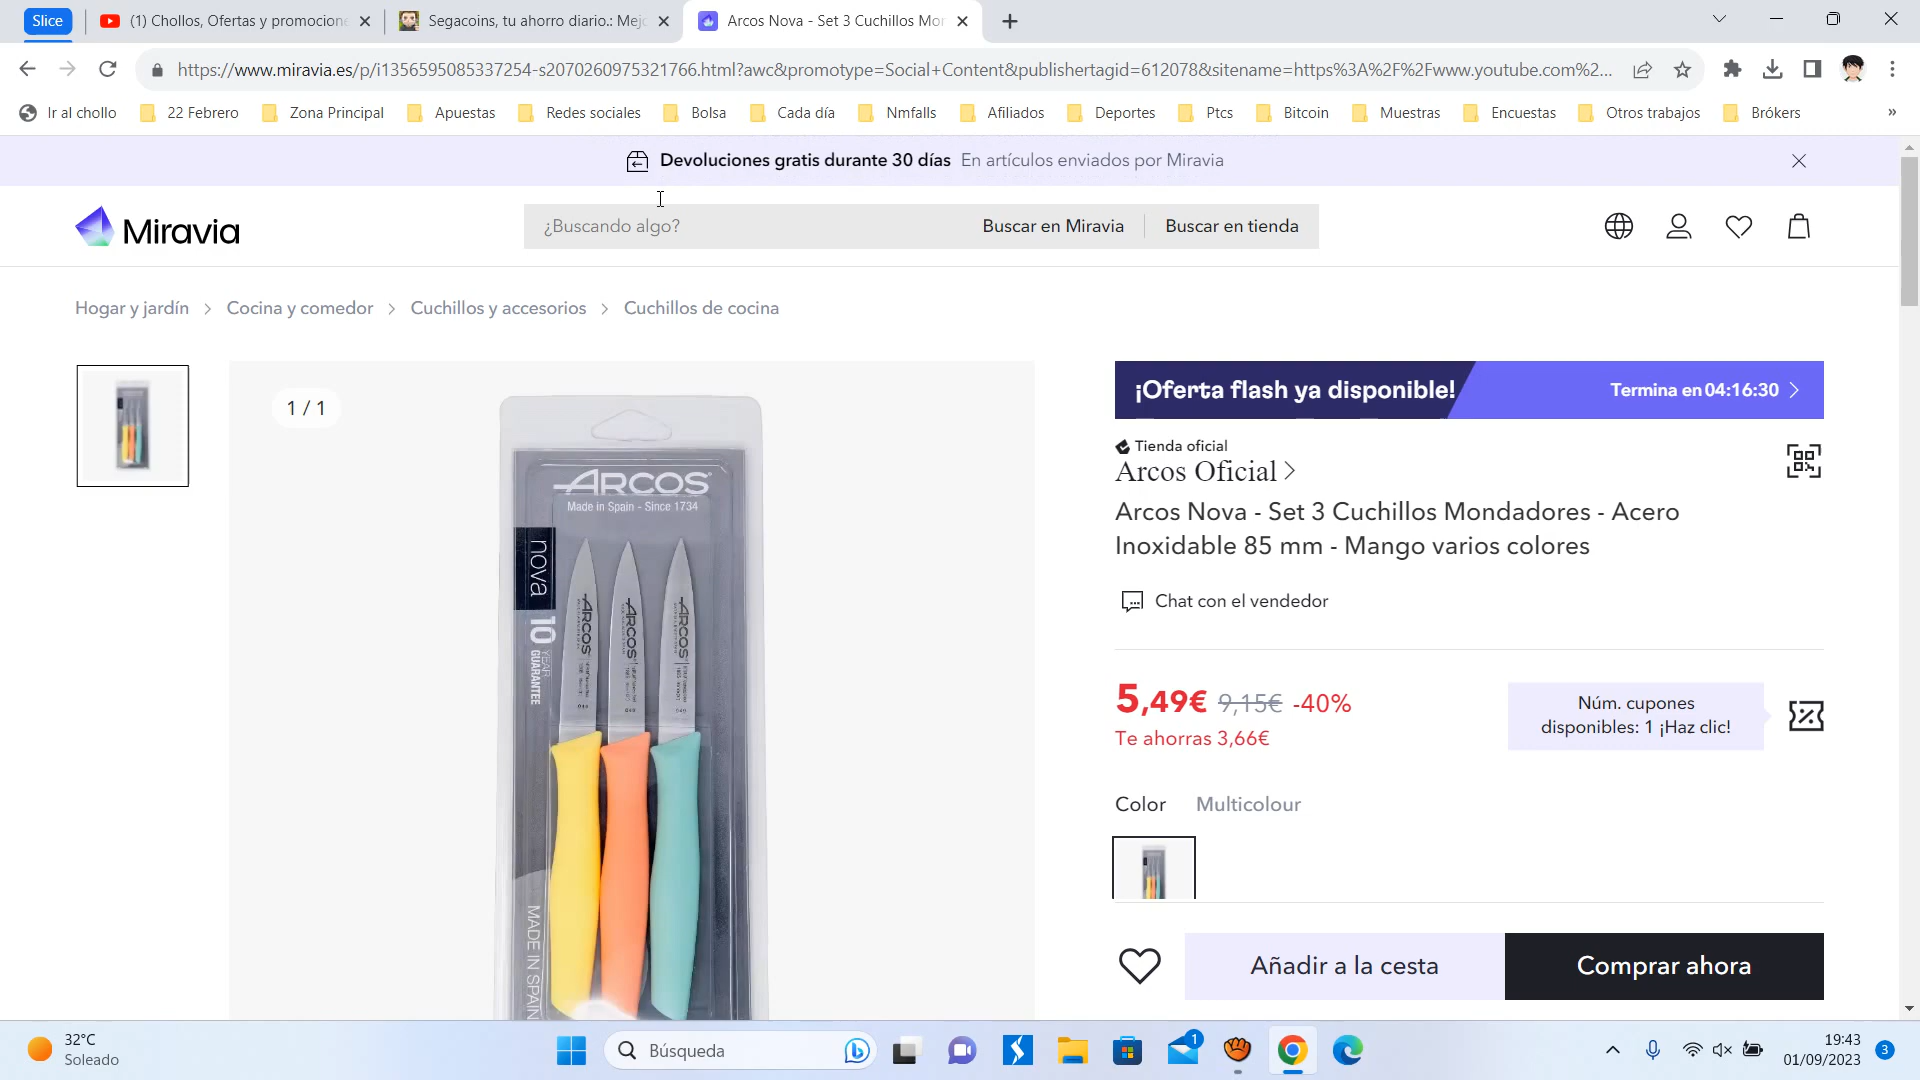 Slice
(1) Chollos, Ofertas y promocione
Segacoins, tu ahorro diario.: Mejo
Arcos Nova - Set 3 Cuchillos Mor
https://www.miravia.es/p/i1356595085337254-s2070260975321766.html?awc&promotype=Social+Content&publishertagid=612078&sitename=https%3A%2F%2Fwww.youtube.com%2...
Ir al chollo
22 Febrero
Zona Principal
Apuestas
Redes sociales
Bolsa
Cada día
Nmfalls
Afiliados
Deportes
Ptcs
Bitcoin
Muestras
Encuestas
Otros trabajos
Brókers
»
Devoluciones gratis durante 30 días En artículos enviados por Miravia
Miravia
¿Buscando algo?
Buscar en Miravia
Buscar en tienda
Hogar y jardín > Cocina y comedor > Cuchillos y accesorios > Cuchillos de cocina
1 / 1
ARCOS
Made in Spain - Since 1734
nova
10
YEAR
GUARANTEE
ARCOS
ARCOS
ARCOS
MADE IN SPAIN
¡Oferta flash ya disponible!
Termina en 04:16:30
Tienda oficial
Arcos Oficial
Arcos Nova - Set 3 Cuchillos Mondadores - Acero
Inoxidable 85 mm - Mango varios colores
Chat con el vendedor
5,49€ 9,15€ -40%
Te ahorras 3,66€
Núm. cupones
disponibles: 1 ¡Haz clic!
Color Multicolour
Añadir a la cesta
Comprar ahora
32°C
Soleado
Búsqueda
1
19:43
01/09/2023
3